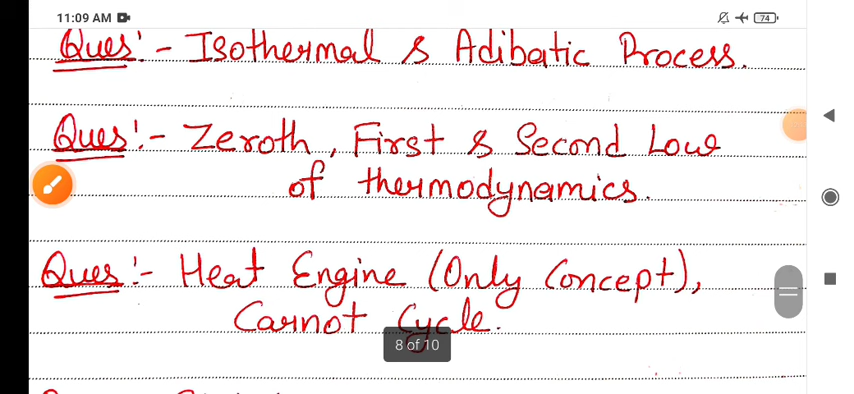 11:09 AM
74
Ques:- Isothermal & Adibatic Process.
Ques:- Zeroth, First & Second Law
of thermodynamics.
Ques:- Heat Engine (Only Concept),
Carnot Cycle.
8 of 10